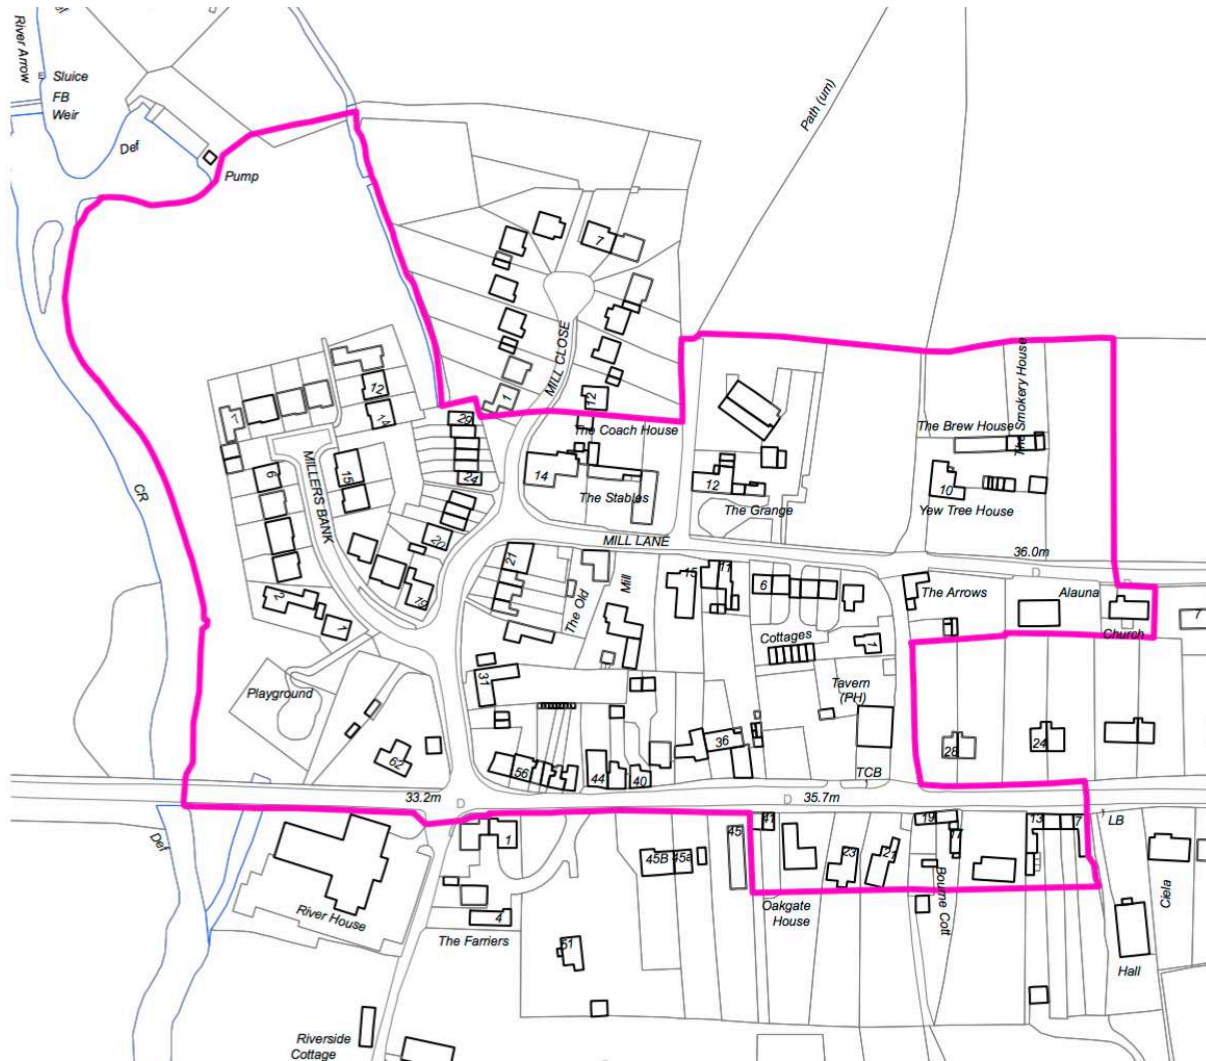 River Arrow
Sluice
FB
Weir
Def
Pump
Path (um)
7
MILL CLOSE
1
12
The Coach House
14
The Stables
12
The Grange
The Brew House
The Smokery House
10
Yew Tree House
36.0m
MILL LANE
12
14
15
6
MILLERS BANK
29
24
20
19
2
1
CR
21
The Old
Mill
15
11
6
Cottages
1
The Arrows
Alauna
Church
7
Playground
31
62
56
44
40
36
Tavern
(PH)
TCB
28
24
33.2m
35.7m
Def
River House
1
4
The Farriers
45B
45a
45
41
51
Oakgate
House
23
21
19
17
Bourne Cott
13
7
LB
Ciela
Hall
Riverside
Cottage